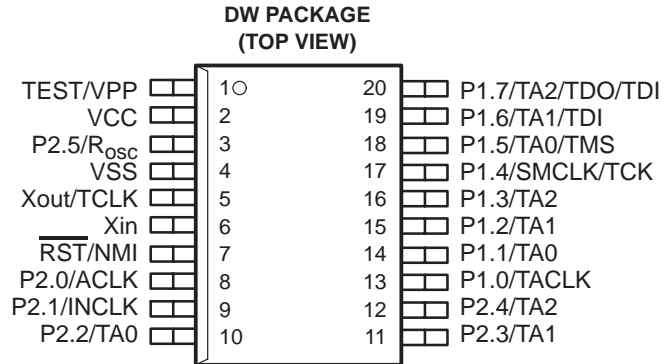 DW PACKAGE
(TOP VIEW)
TEST/VPP 1 20 P1.7/TA2/TDO/TDI
VCC 2 19 P1.6/TA1/TDI
P2.5/Rosc 3 18 P1.5/TA0/TMS
VSS 4 17 P1.4/SMCLK/TCK
Xout/TCLK 5 16 P1.3/TA2
Xin 6 15 P1.2/TA1
RST/NMI 7 14 P1.1/TA0
P2.0/ACLK 8 13 P1.0/TACLK
P2.1/INCLK 9 12 P2.4/TA2
P2.2/TA0 10 11 P2.3/TA1